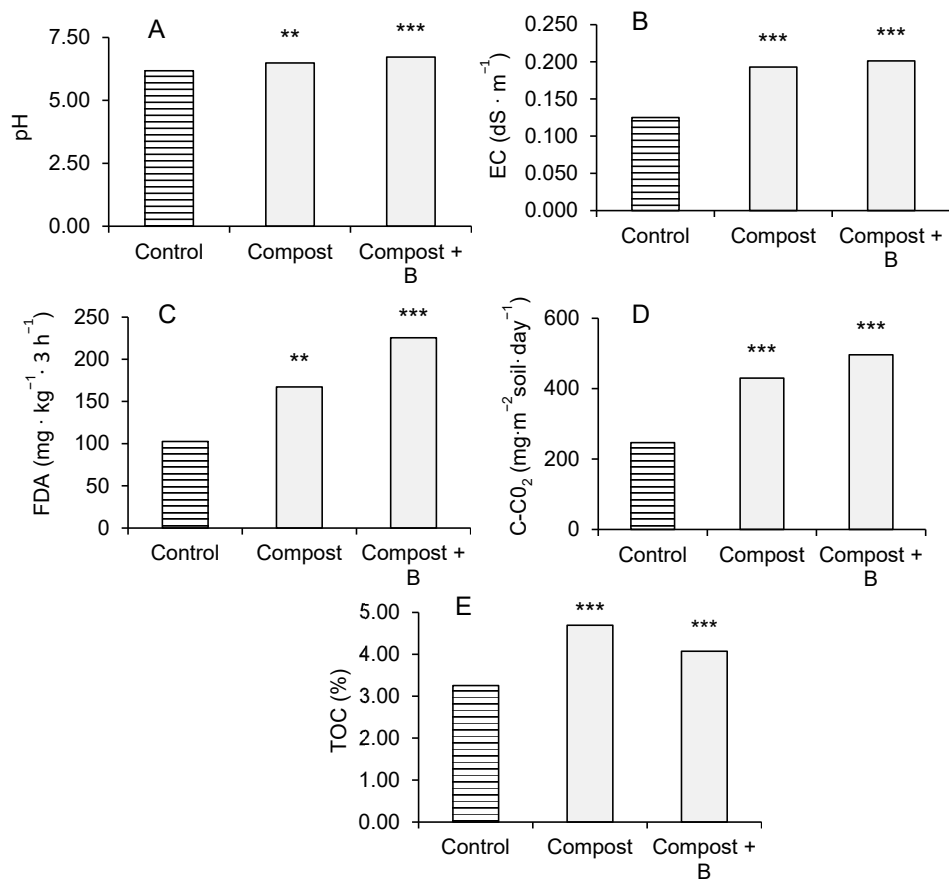 A
pH
7.50
5.00
2.50
0.00
**
***
Control
Compost
Compost +
B
B
EC (dS · m⁻¹)
0.250
0.200
0.150
0.100
0.050
0.000
***
***
Control
Compost
Compost +
B
C
FDA (mg · kg⁻¹ · 3 h⁻¹)
250
200
150
100
50
0
**
***
Control
Compost
Compost +
B
D
C-C0₂ (mg·m⁻²soil·day⁻¹)
600
400
200
0
***
***
Control
Compost
Compost +
B
E
TOC (%)
5.00
4.00
3.00
2.00
1.00
0.00
***
***
Control
Compost
Compost +
B